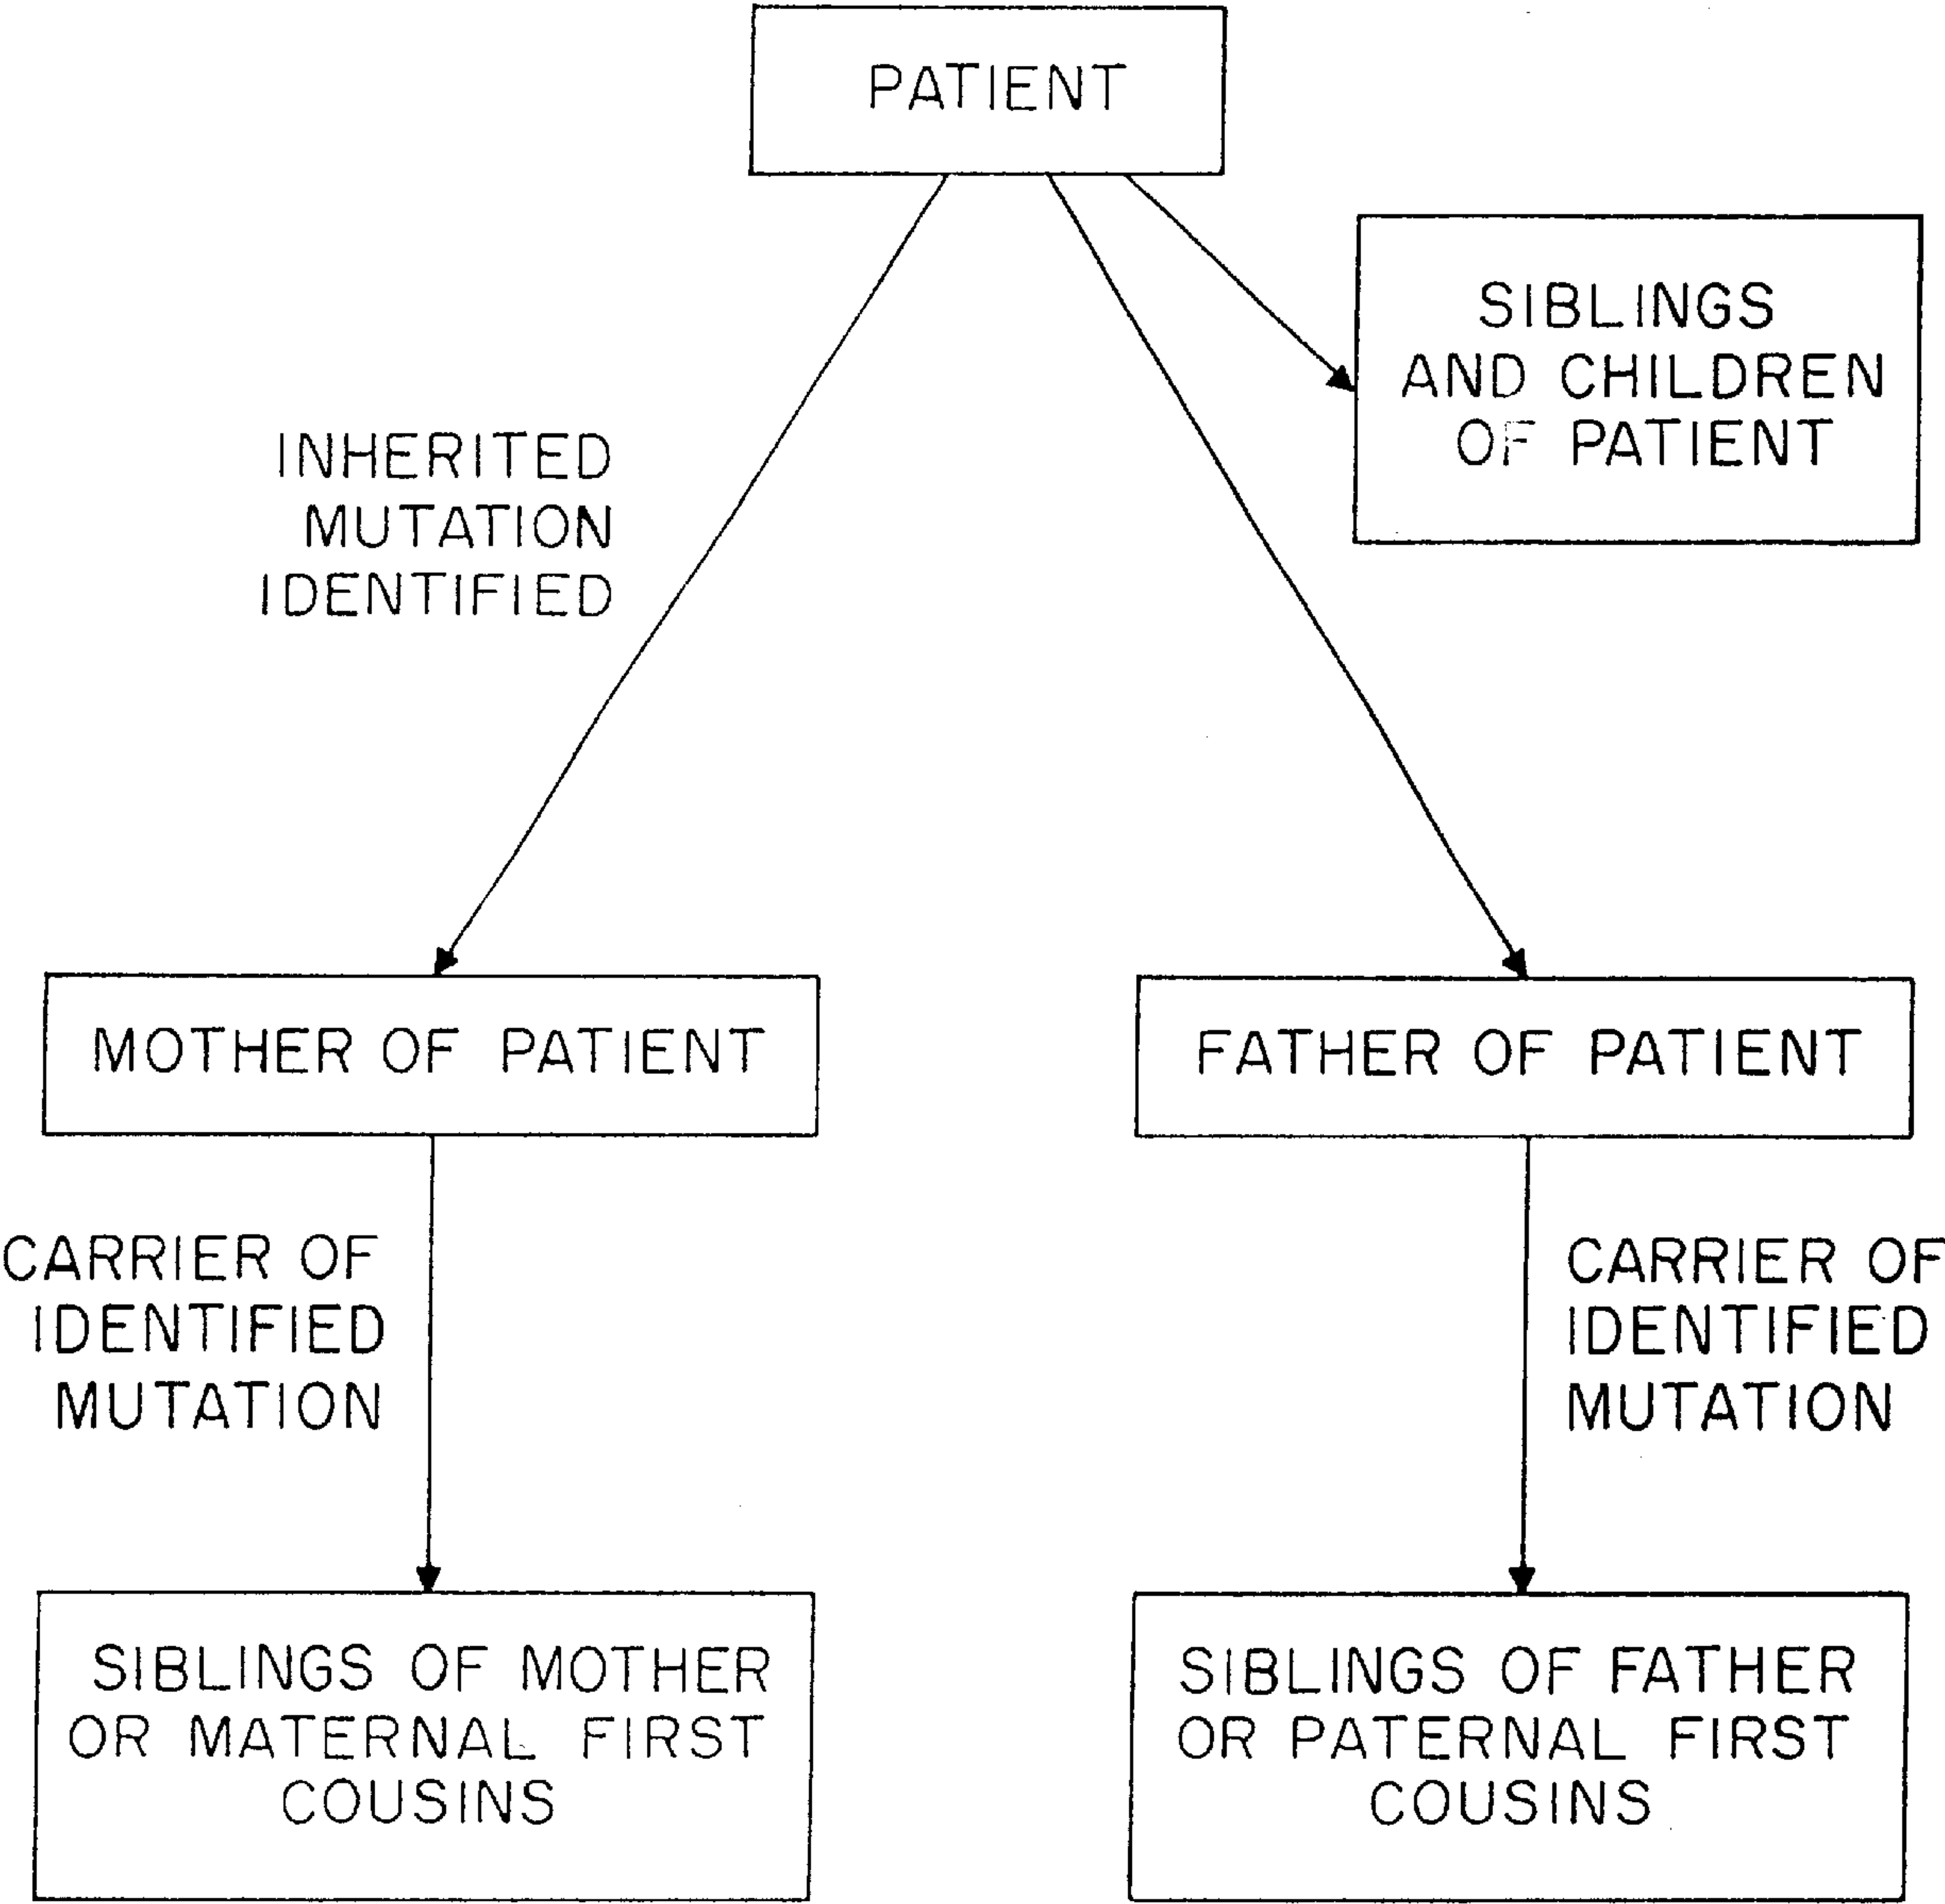 PATIENT
SIBLINGS
AND CHILDREN
OF PATIENT
INHERITED
MUTATION
IDENTIFIED
MOTHER OF PATIENT
FATHER OF PATIENT
CARRIER OF
IDENTIFIED
MUTATION
CARRIER OF
IDENTIFIED
MUTATION
SIBLINGS OF MOTHER
OR MATERNAL FIRST
COUSINS
SIBLINGS OF FATHER
OR PATERNAL FIRST
COUSINS